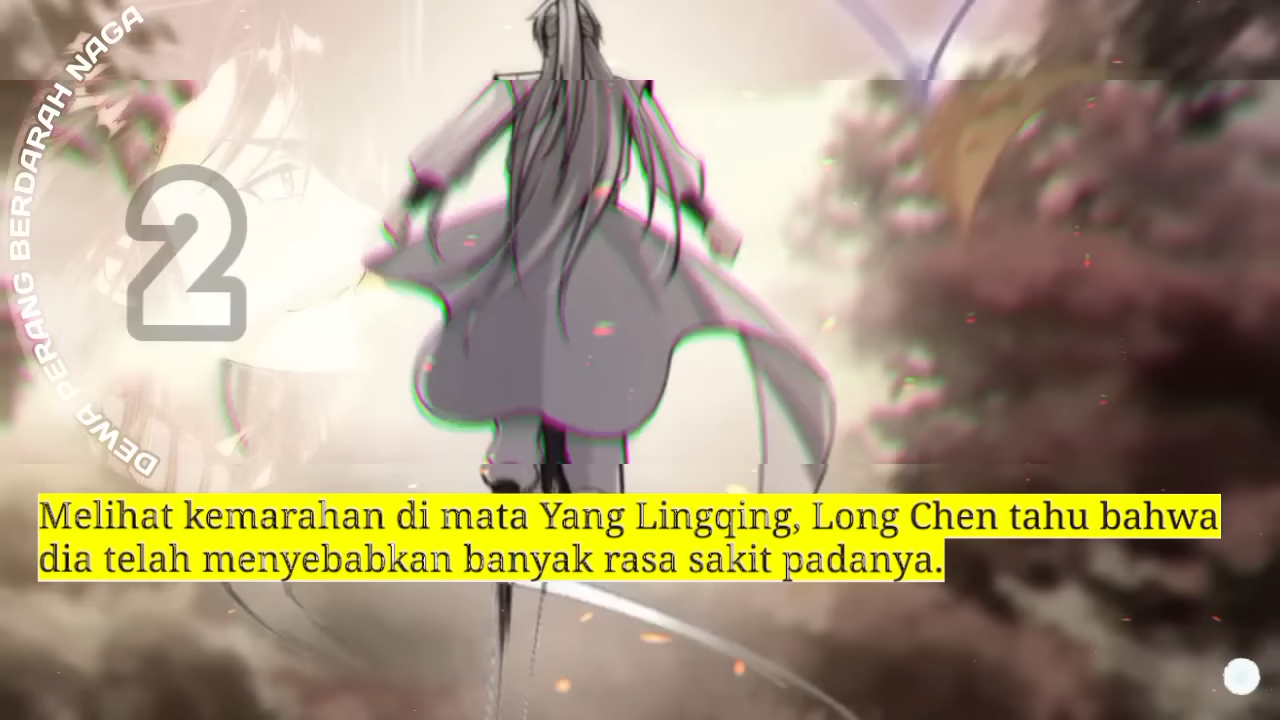 DEWA PERANG BERDARAH NAGA
2
Melihat kemarahan di mata Yang Lingqing, Long Chen tahu bahwa
dia telah menyebabkan banyak rasa sakit padanya.